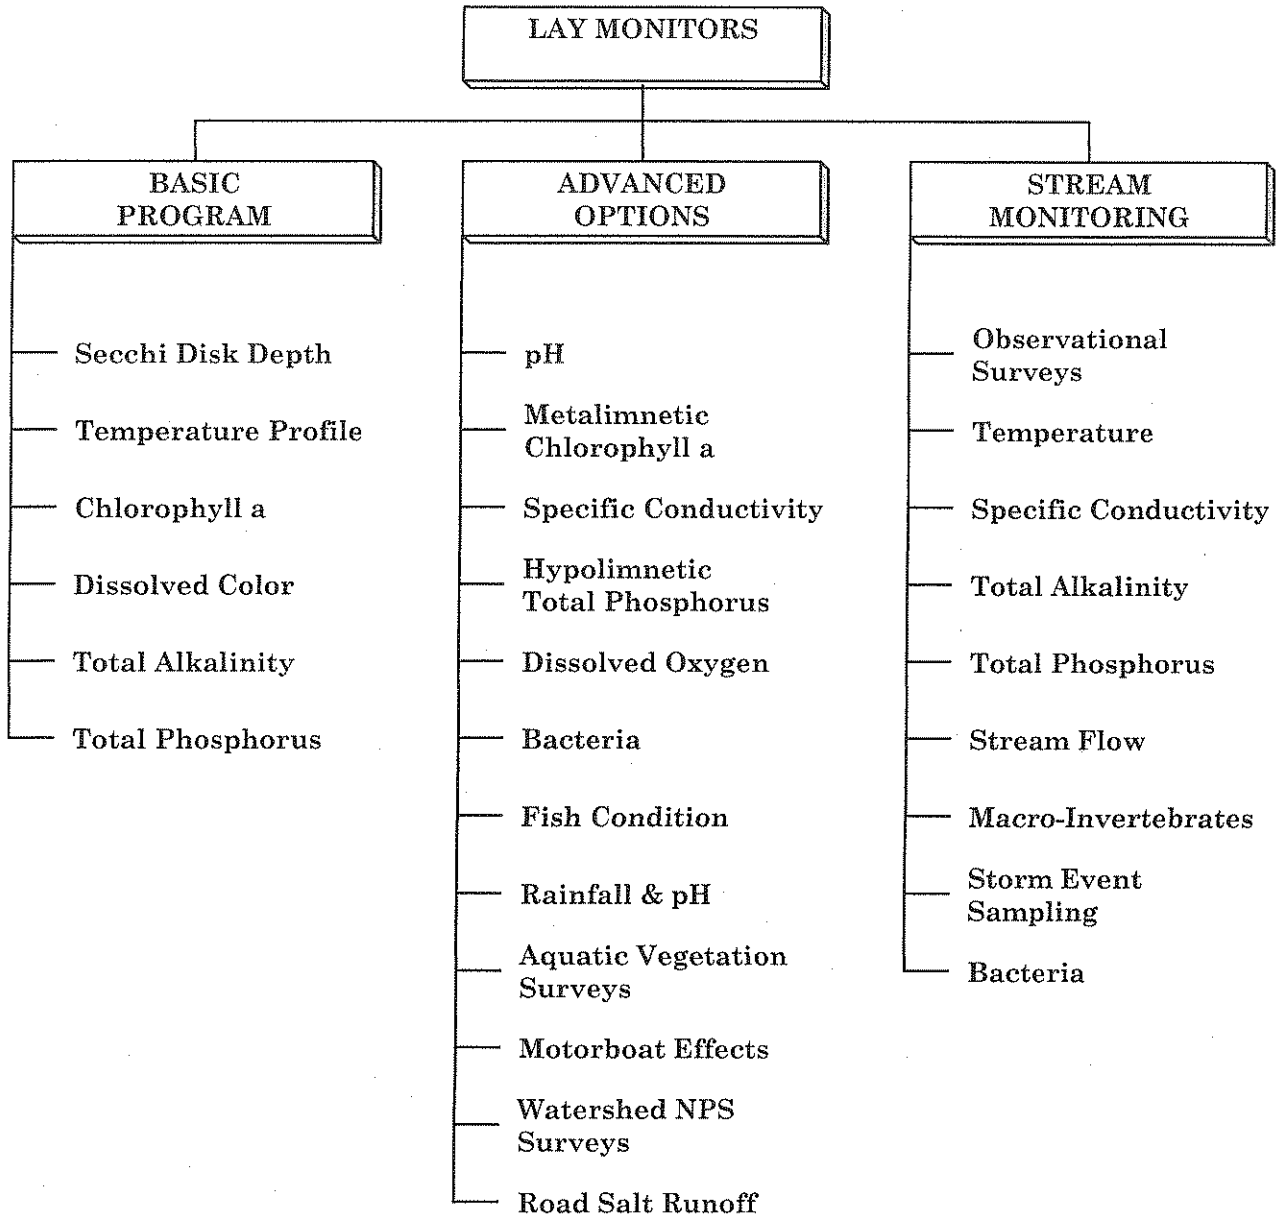 LAY MONITORS
BASIC
PROGRAM
Secchi Disk Depth
Temperature Profile
Chlorophyll a
Dissolved Color
Total Alkalinity
Total Phosphorus
ADVANCED
OPTIONS
pH
Metalimnetic
Chlorophyll a
Specific Conductivity
Hypolimnetic
Total Phosphorus
Dissolved Oxygen
Bacteria
Fish Condition
Rainfall & pH
Aquatic Vegetation
Surveys
Motorboat Effects
Watershed NPS
Surveys
Road Salt Runoff
STREAM
MONITORING
Observational
Surveys
Temperature
Specific Conductivity
Total Alkalinity
Total Phosphorus
Stream Flow
Macro-Invertebrates
Storm Event
Sampling
Bacteria